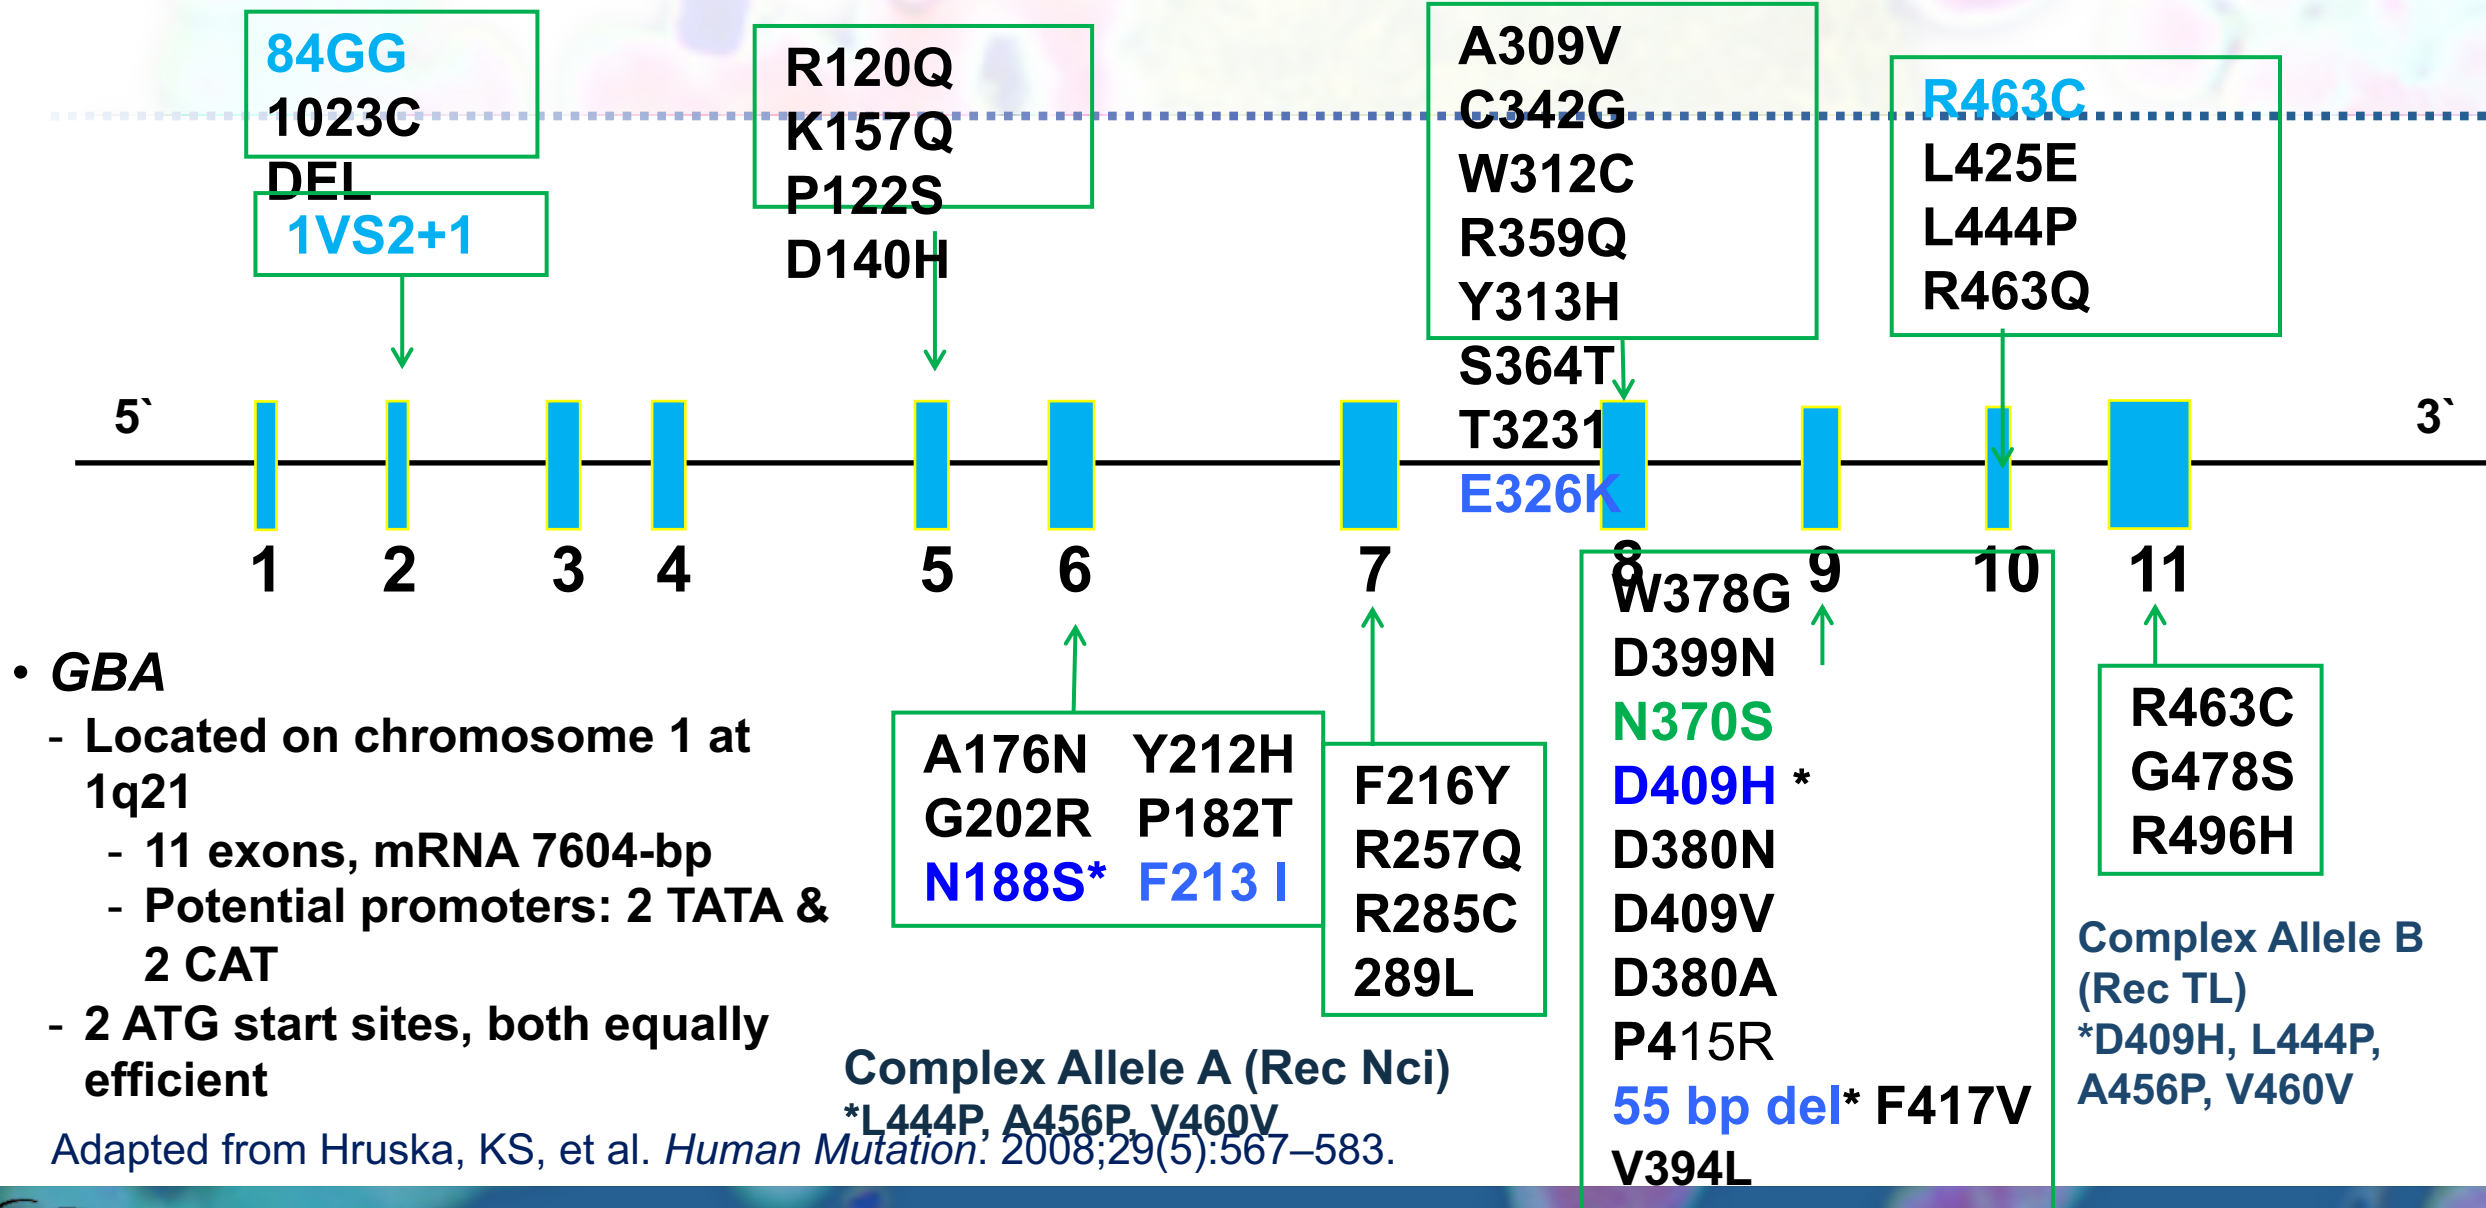 84GG
1023C
DEL
1VS2+1
R120Q
K157Q
P122S
D140H
A309V
C342G
W312C
R359Q
Y313H
S364T
T3231
E326K
R463C
L425E
L444P
R463Q
5`
3`
1 2 3 4 5 6 7 8 9 10 11
• GBA
- Located on chromosome 1 at
1q21
- 11 exons, mRNA 7604-bp
- Potential promoters: 2 TATA &
2 CAT
- 2 ATG start sites, both equally
efficient
A176N Y212H
G202R P182T
N188S* F213 I
F216Y
R257Q
R285C
289L
W378G
D399N
N370S
D409H *
D380N
D409V
D380A
P415R
55 bp del* F417V
V394L
R463C
G478S
R496H
Complex Allele A (Rec Nci)
*L444P, A456P, V460V
Complex Allele B
(Rec TL)
*D409H, L444P,
A456P, V460V
Adapted from Hruska, KS, et al. Human Mutation. 2008;29(5):567–583.